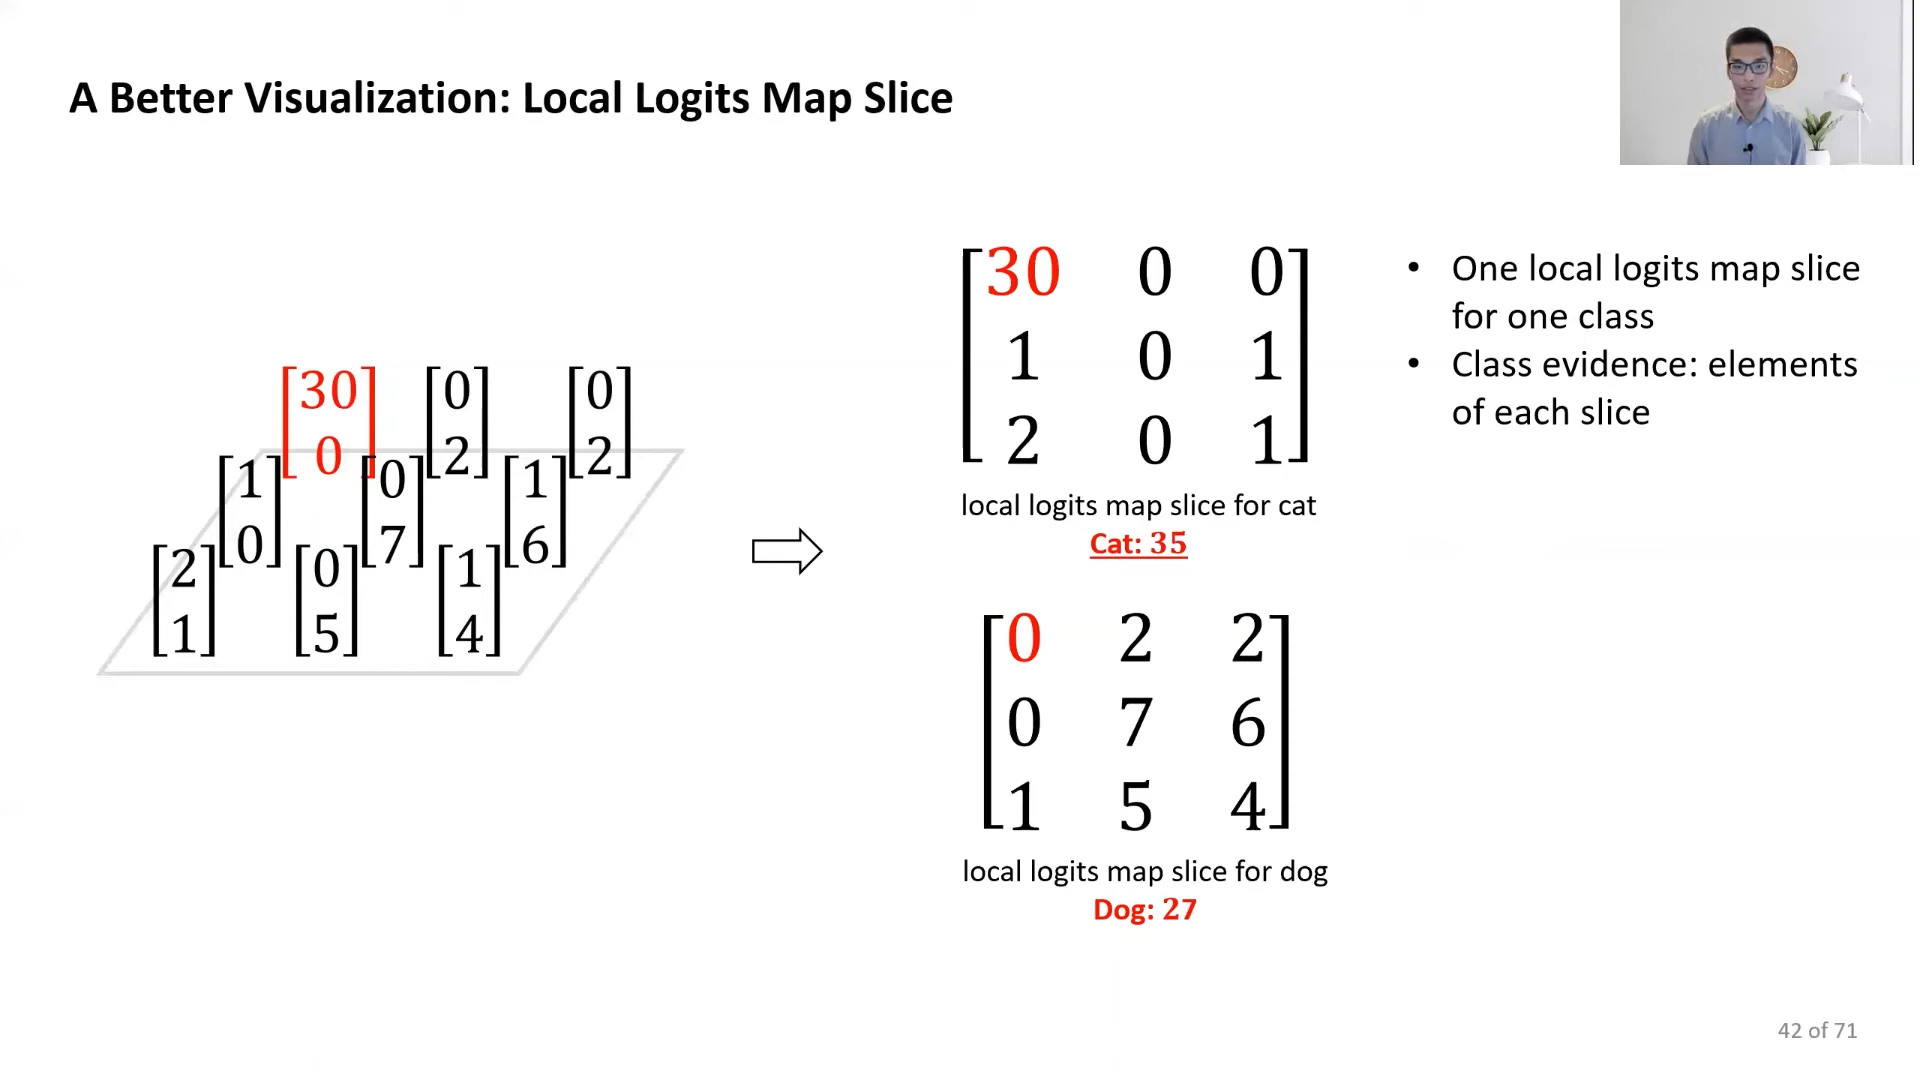 A Better Visualization: Local Logits Map Slice
[30 0] [0 2] [0 2]
[1 0] [0 7] [1 6]
[2 1] [0 5] [1 4]
30 0 0
1 0 1
2 0 1
local logits map slice for cat
Cat: 35
0 2 2
0 7 6
1 5 4
local logits map slice for dog
Dog: 27
• One local logits map slice
for one class
• Class evidence: elements
of each slice
42 of 71